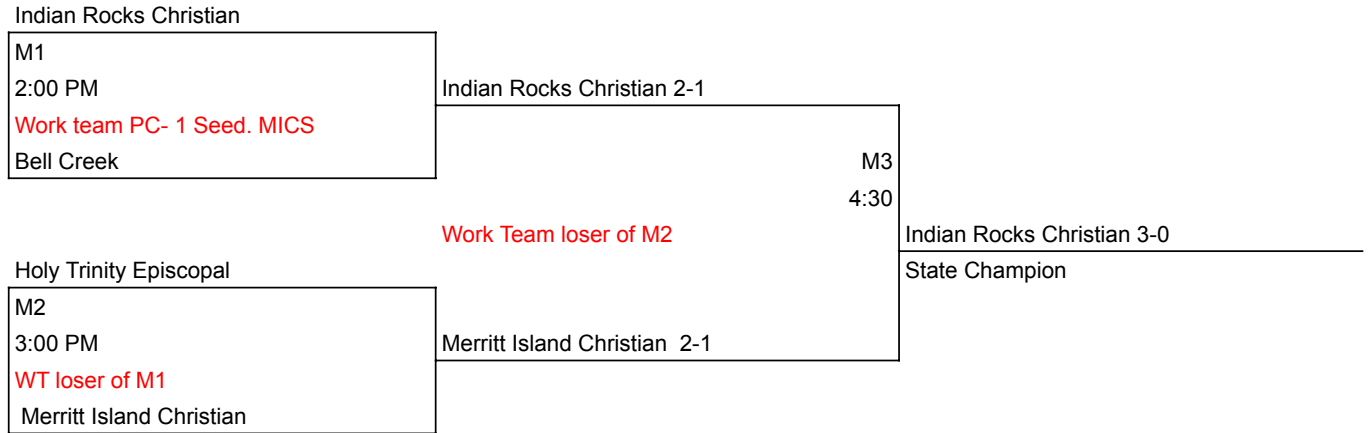 Indian Rocks Christian
M1
2:00 PM
Indian Rocks Christian 2-1
Work team PC- 1 Seed. MICS
Bell Creek
M3
4:30
Work Team loser of M2
Indian Rocks Christian 3-0
Holy Trinity Episcopal
State Champion
M2
3:00 PM
Merritt Island Christian 2-1
WT loser of M1
Merritt Island Christian